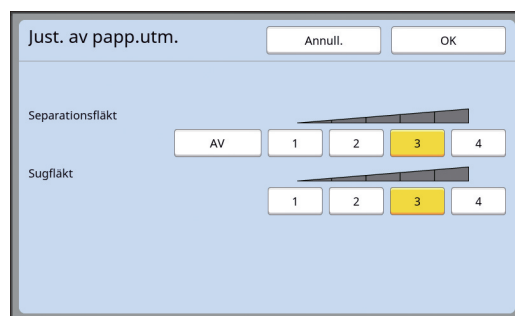 Just. av papp.utm. Annull. OK
Separationsfläkt
AV 1 2 3 4
Sugfläkt
1 2 3 4